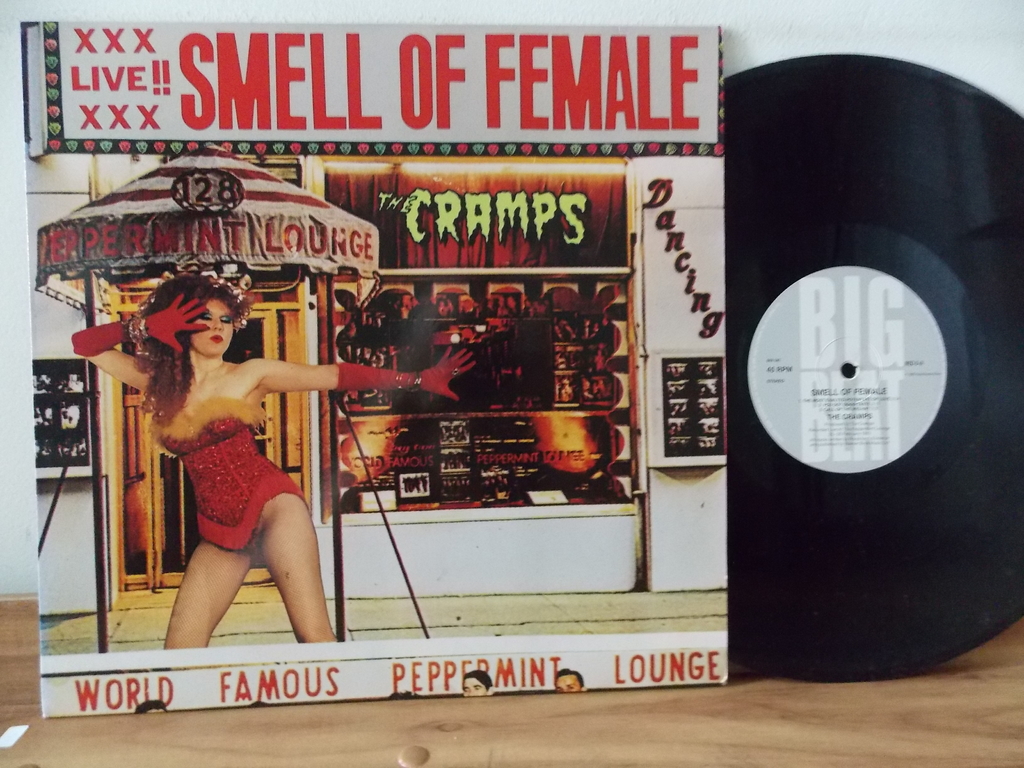 XXX
LIVE!!
XXX
SMELL OF FEMALE
128
PEPPERMINT LOUNGE
THE CRAMPS
Dancing
WORLD FAMOUS PEPPERMINT LOUNGE
WORLD FAMOUS PEPPERMINT LOUNGE
BIG
BEAT
45 RPM
SMELL OF FEMALE
THE CRAMPS